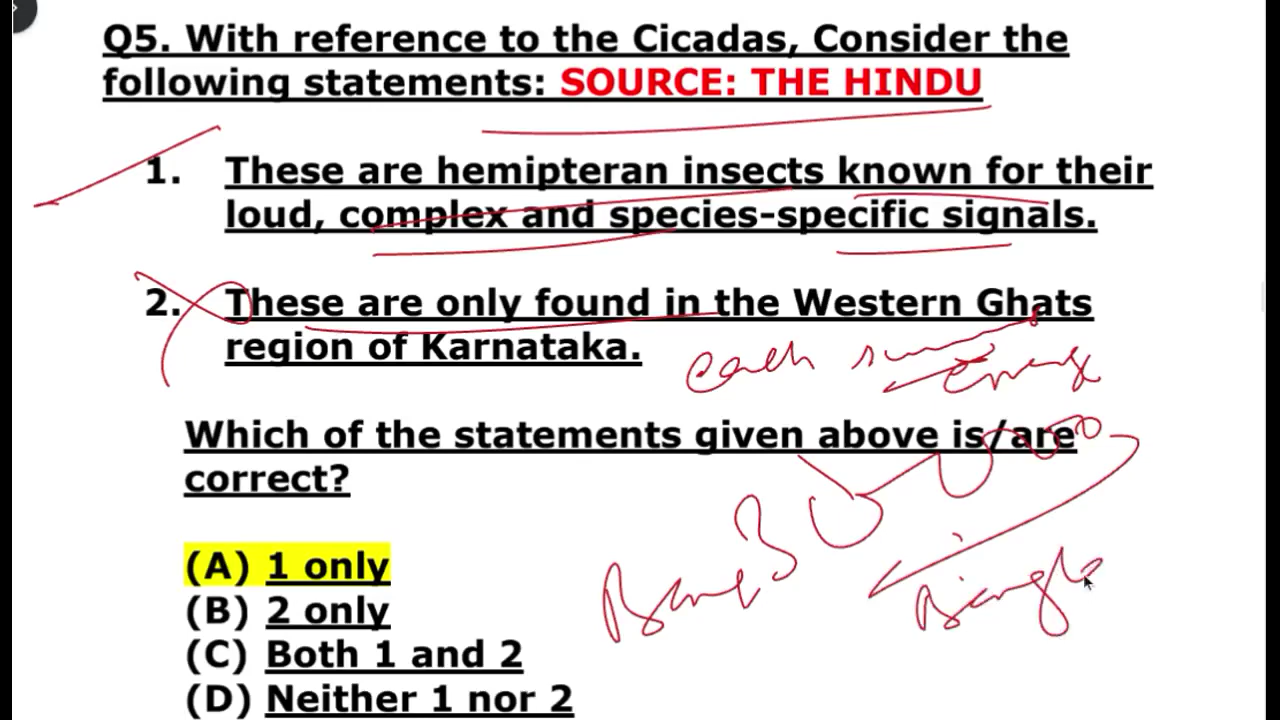 Q5. With reference to the Cicadas, Consider the
following statements: SOURCE: THE HINDU
1. These are hemipteran insects known for their
loud, complex and species-specific signals.
2. These are only found in the Western Ghats
region of Karnataka.
Which of the statements given above is/are
correct?
(A) 1 only
(B) 2 only
(C) Both 1 and 2
(D) Neither 1 nor 2